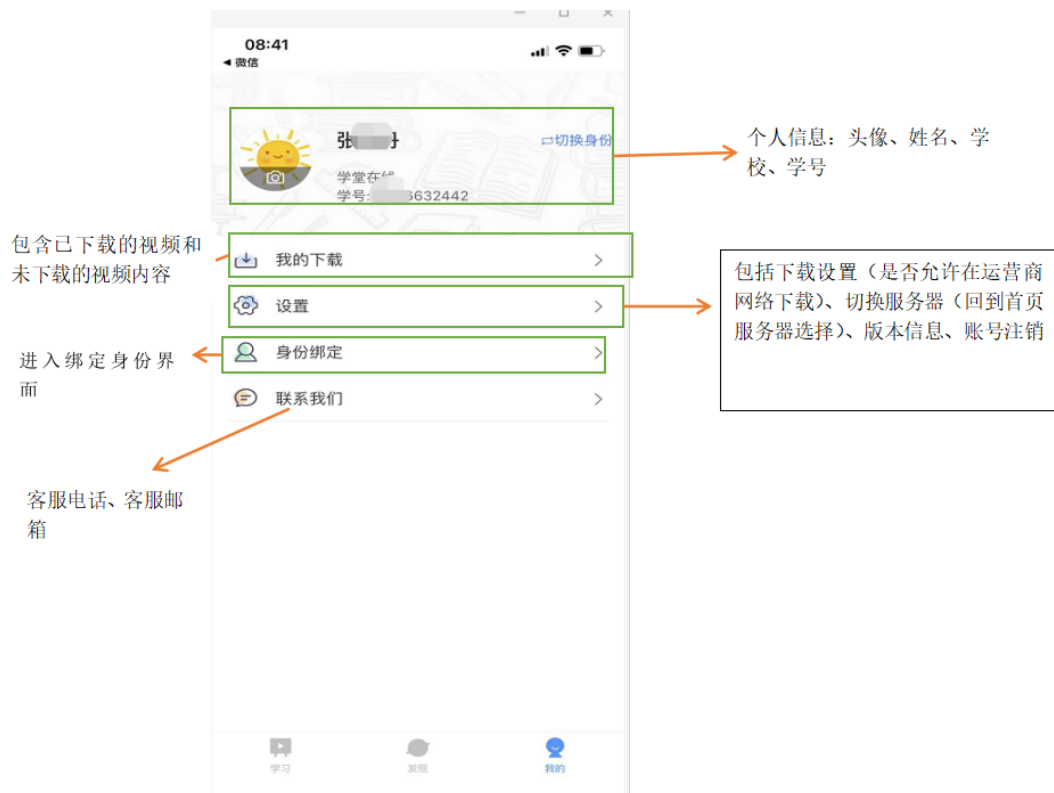 08:41
微信
张
切换身份
学堂在线
学号:
6632442
个人信息：头像、姓名、学
校、学号
包含已下载的视频和
未下载的视频内容
我的下载
设置
包括下载设置（是否允许在运营商
网络下载）、切换服务器（回到首页
服务器选择）、版本信息、账号注销
进入绑定身份界
面
身份绑定
联系我们
客服电话、客服邮
箱
学习
发现
我的